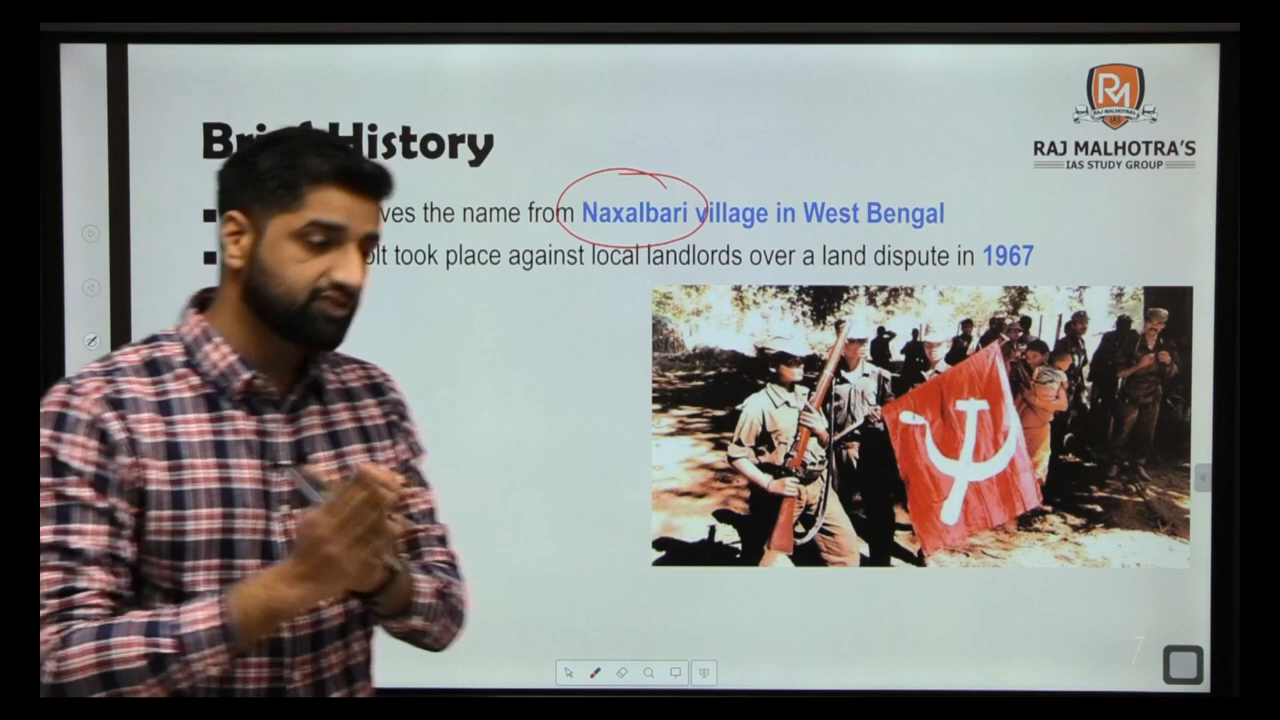 History
RAJ MALHOTRA'S
IAS STUDY GROUP
ves the name from Naxalbari village in West Bengal
olt took place against local landlords over a land dispute in 1967
7